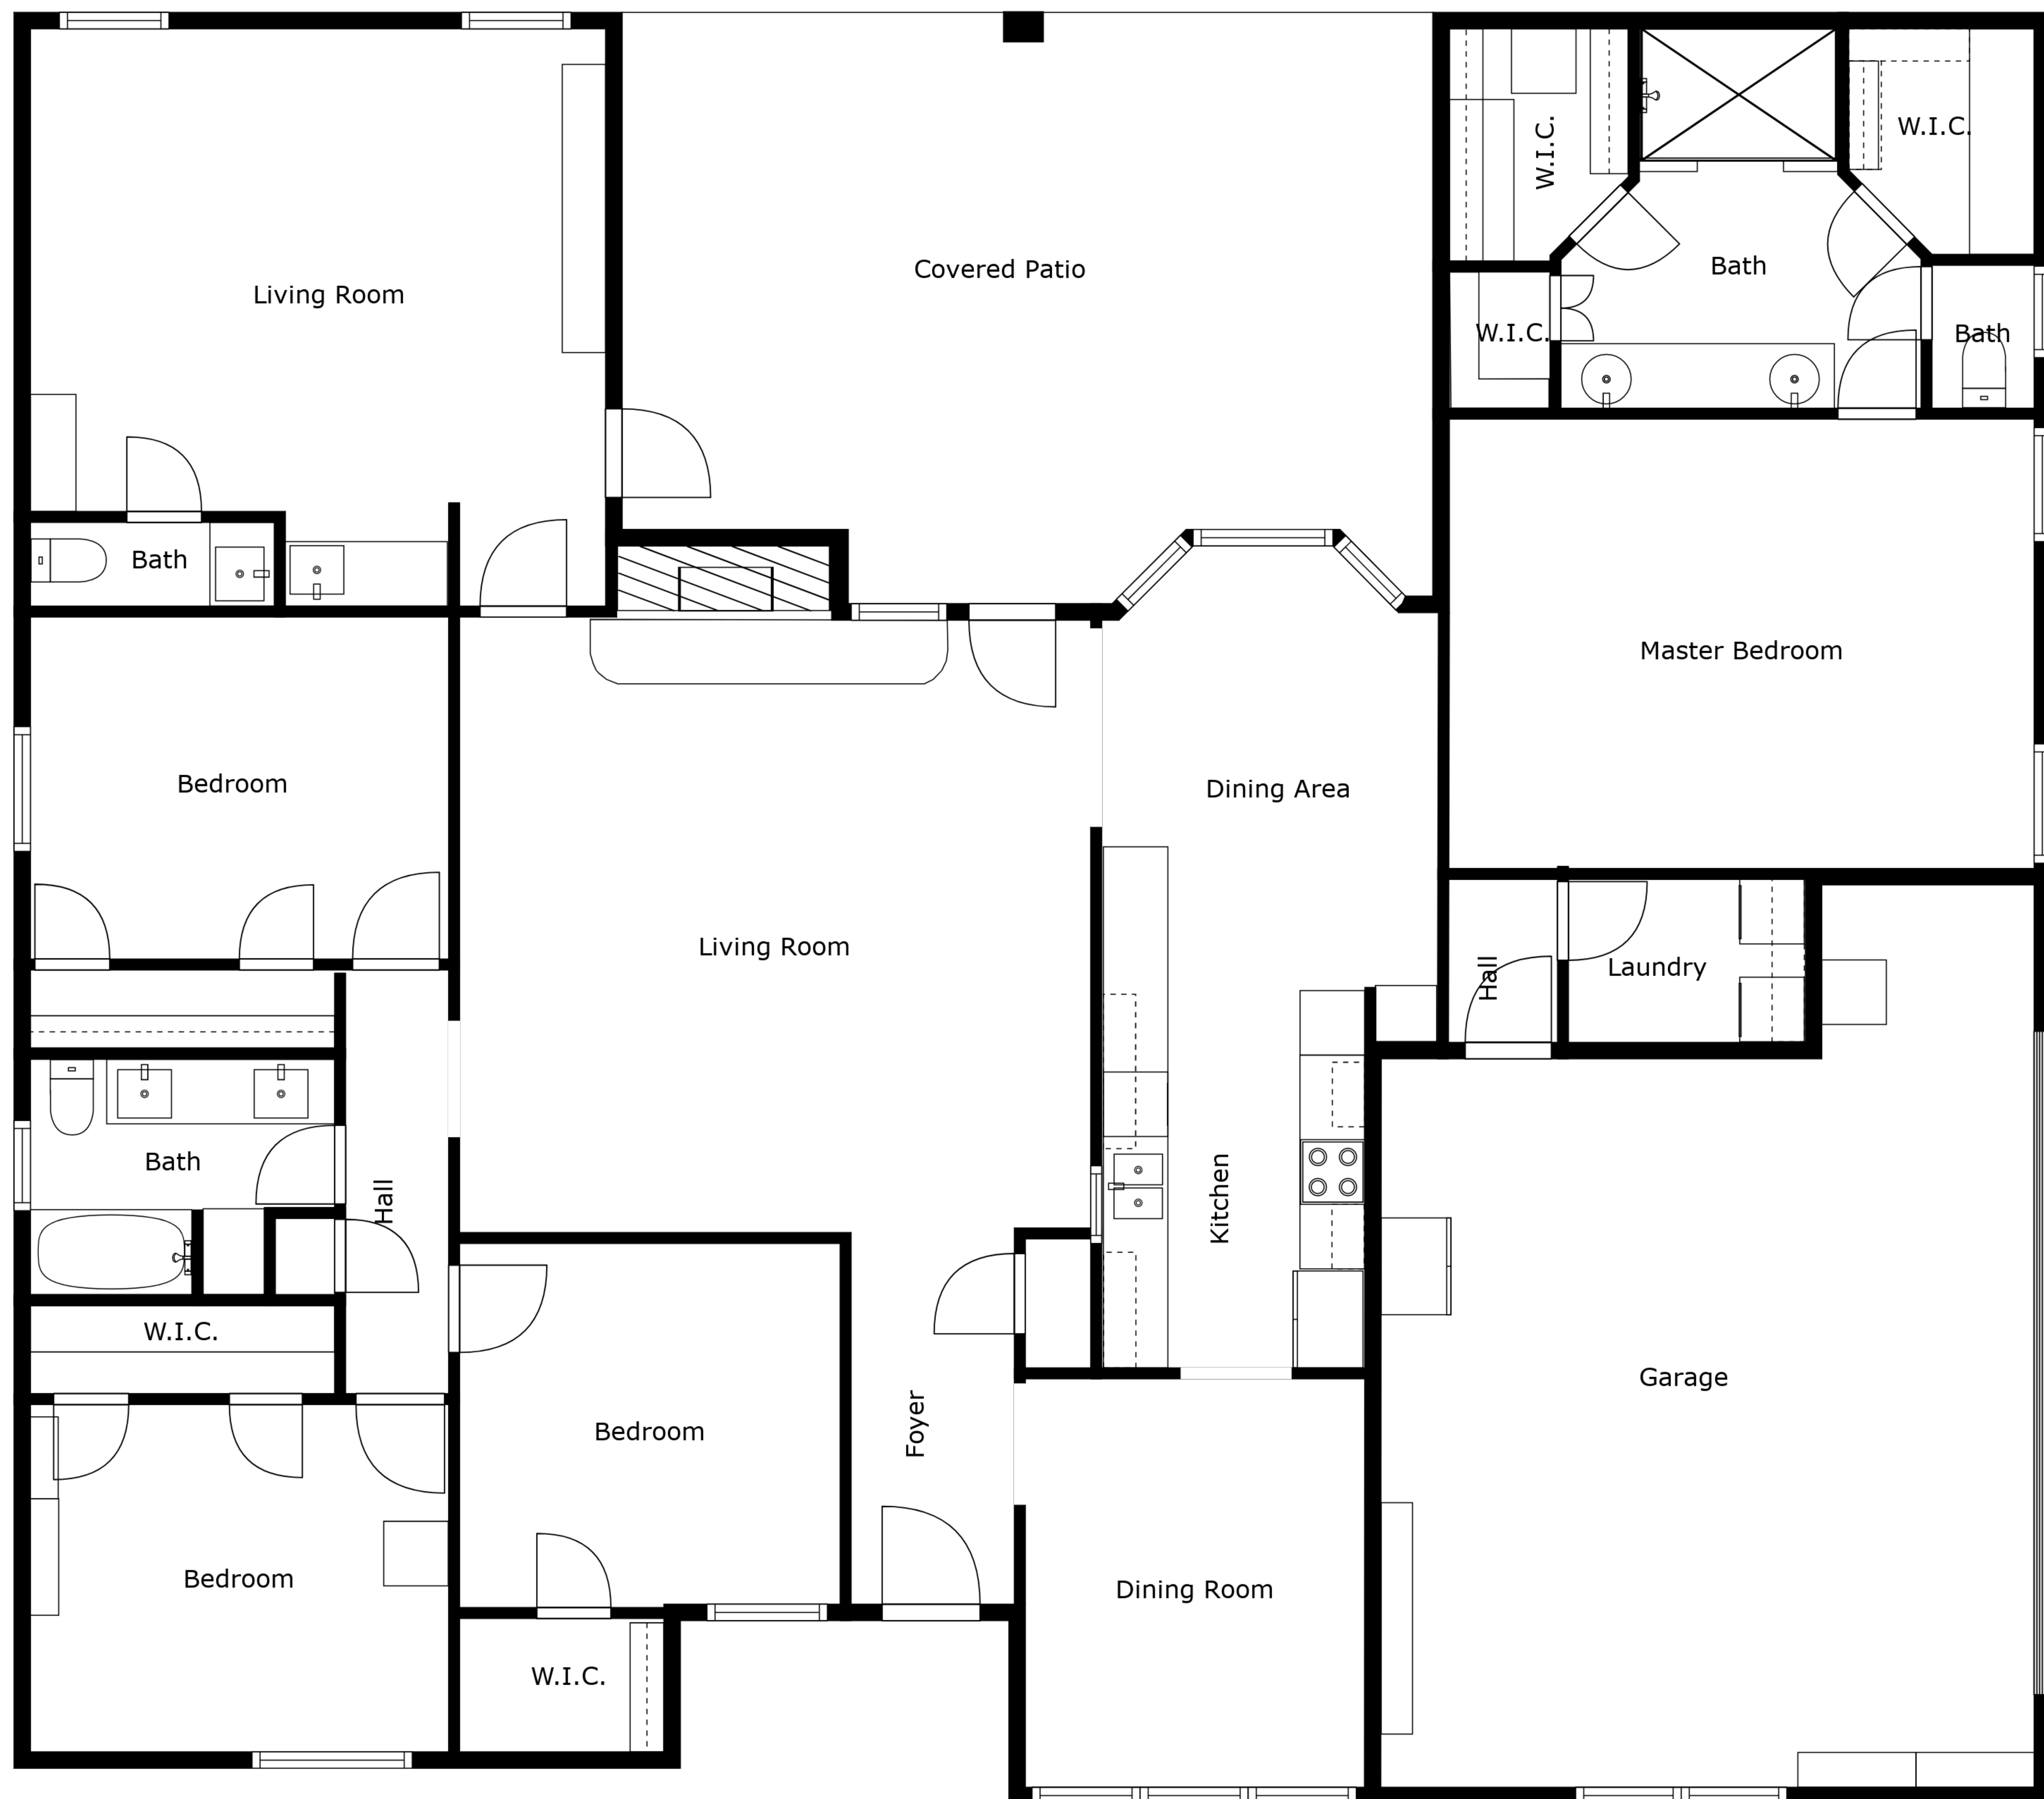 W.I.C.
W.I.C.
Living Room
Covered Patio
Bath
W.I.C.
Bath
Bath
Master Bedroom
Bedroom
Dining Area
Living Room
Hall
Laundry
Bath
Hall
Kitchen
W.I.C.
Garage
Bedroom
Foyer
Bedroom
Dining Room
W.I.C.